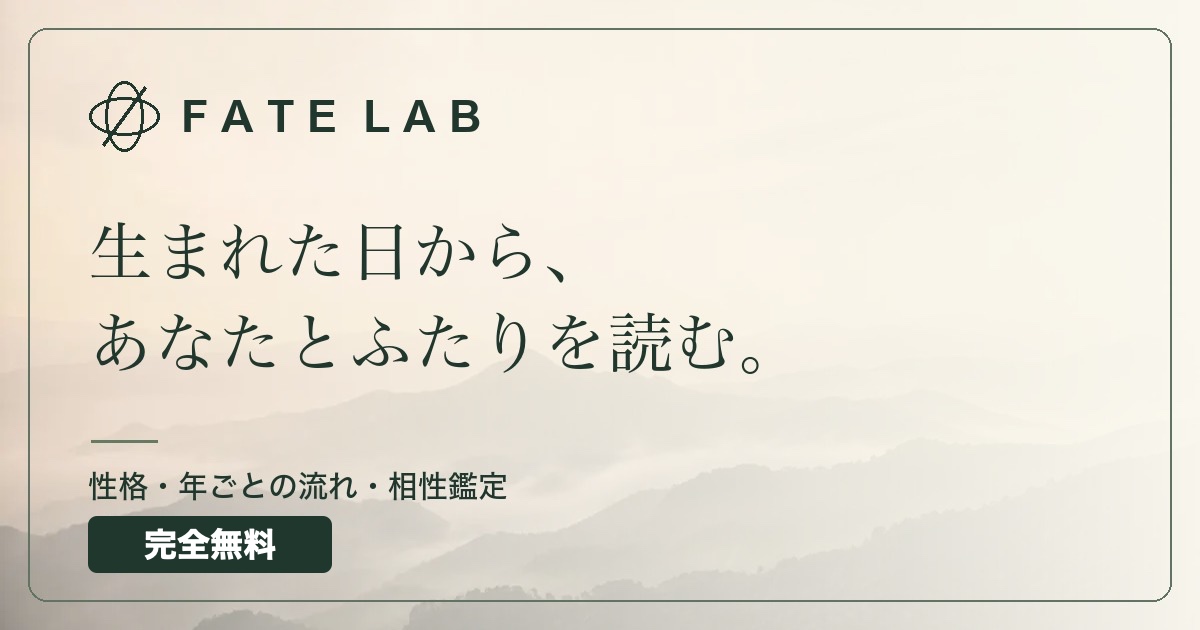 FATE LAB
生まれた日から、
あなたとふたりを読む。
性格・年ごとの流れ・相性鑑定
完全無料